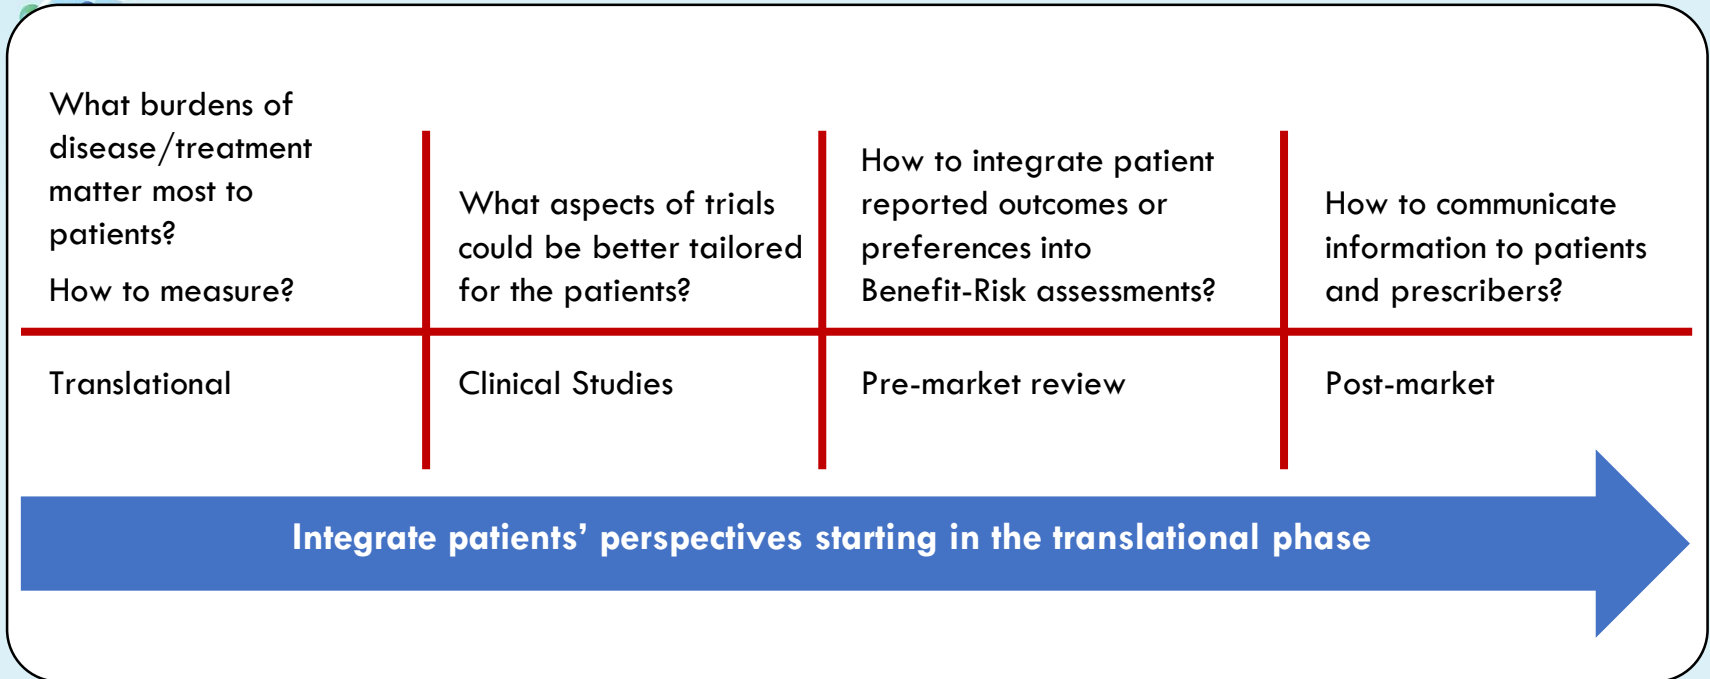 What burdens of
disease/treatment
matter most to
patients?
How to measure?
What aspects of trials
could be better tailored
for the patients?
How to integrate patient
reported outcomes or
preferences into
Benefit-Risk assessments?
How to communicate
information to patients
and prescribers?
Translational
Clinical Studies
Pre-market review
Post-market
Integrate patients’ perspectives starting in the translational phase